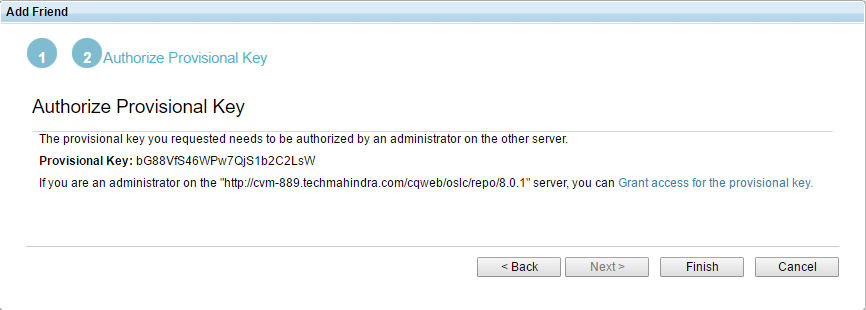 Add Friend
1 2 Authorize Provisional Key
Authorize Provisional Key
The provisional key you requested needs to be authorized by an administrator on the other server.
Provisional Key: bG88VfS46WPw7QjS1b2C2LsW
If you are an administrator on the "http://cvm-889.techmahindra.com/cqweb/oslc/repo/8.0.1" server, you can Grant access for the provisional key.
< Back Next > Finish Cancel